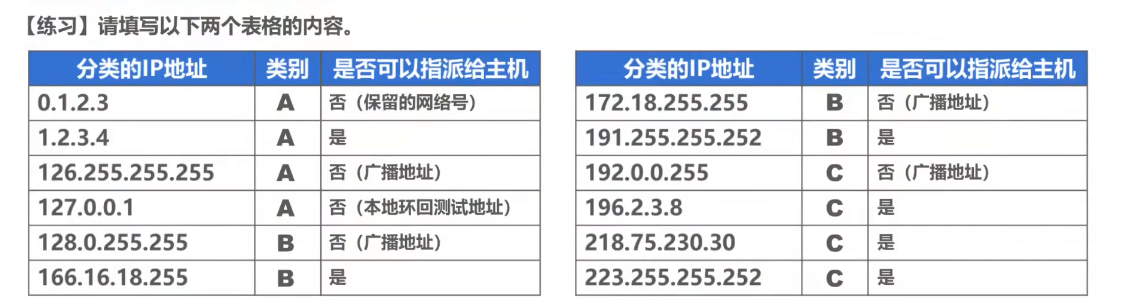 【练习】请填写以下两个表格的内容。
分类的IP地址 类别 是否可以指派给主机
0.1.2.3 A 否（保留的网络号）
1.2.3.4 A 是
126.255.255.255 A 否（广播地址）
127.0.0.1 A 否（本地环回测试地址）
128.0.255.255 B 否（广播地址）
166.16.18.255 B 是
分类的IP地址 类别 是否可以指派给主机
172.18.255.255 B 否（广播地址）
191.255.255.252 B 是
192.0.0.255 C 否（广播地址）
196.2.3.8 C 是
218.75.230.30 C 是
223.255.255.252 C 是